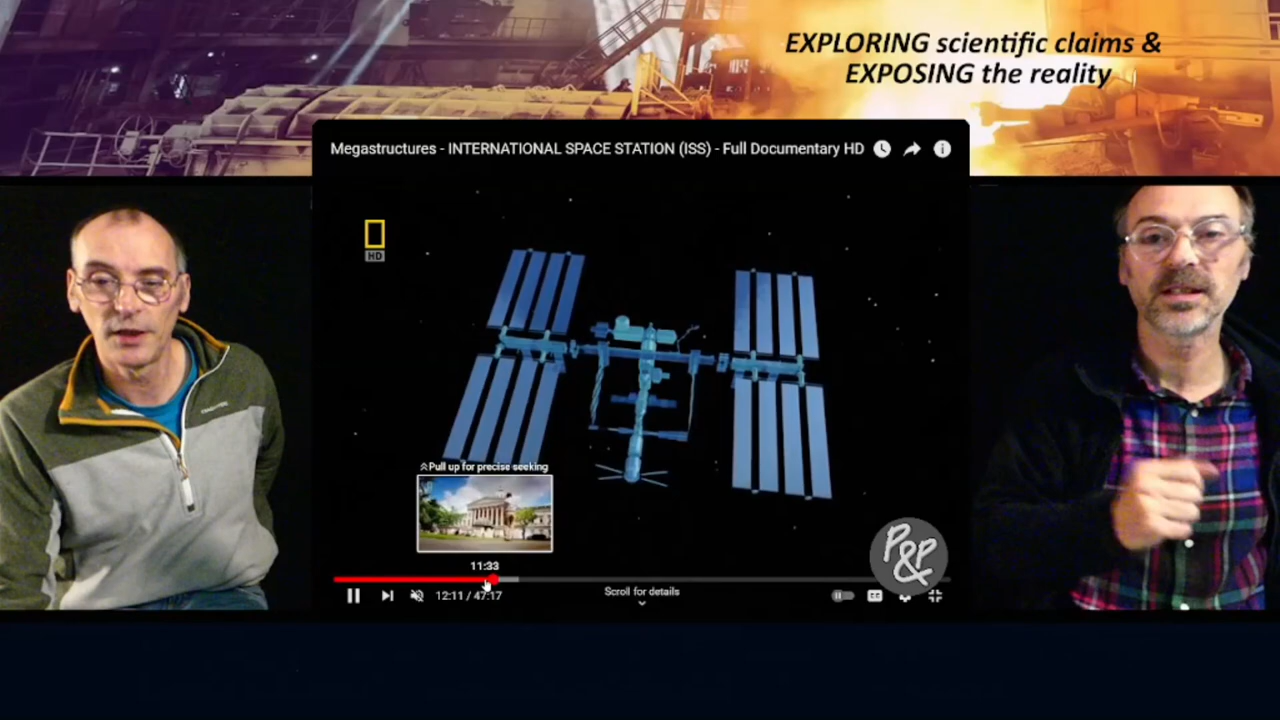 EXPLORING scientific claims &
EXPOSING the reality
Megastructures - INTERNATIONAL SPACE STATION (ISS) - Full Documentary HD
HD
Pull up for precise seeking
11:33
12:11 / 47:17
Scroll for details
CC
P&P